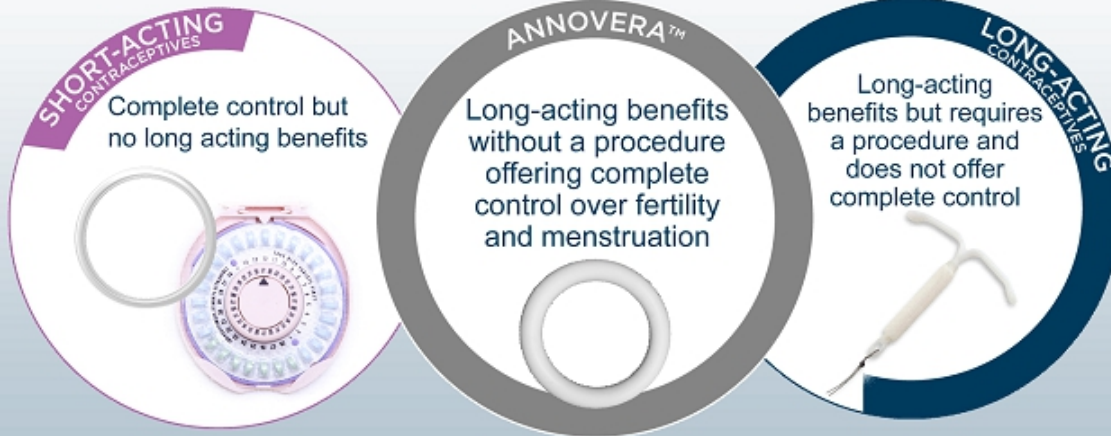 SHORT-ACTING
CONTRACEPTIVES
Complete control but
no long acting benefits
ANNOVERA™
Long-acting benefits
without a procedure
offering complete
control over fertility
and menstruation
LONG-ACTING
CONTRACEPTIVES
Long-acting
benefits but requires
a procedure and
does not offer
complete control